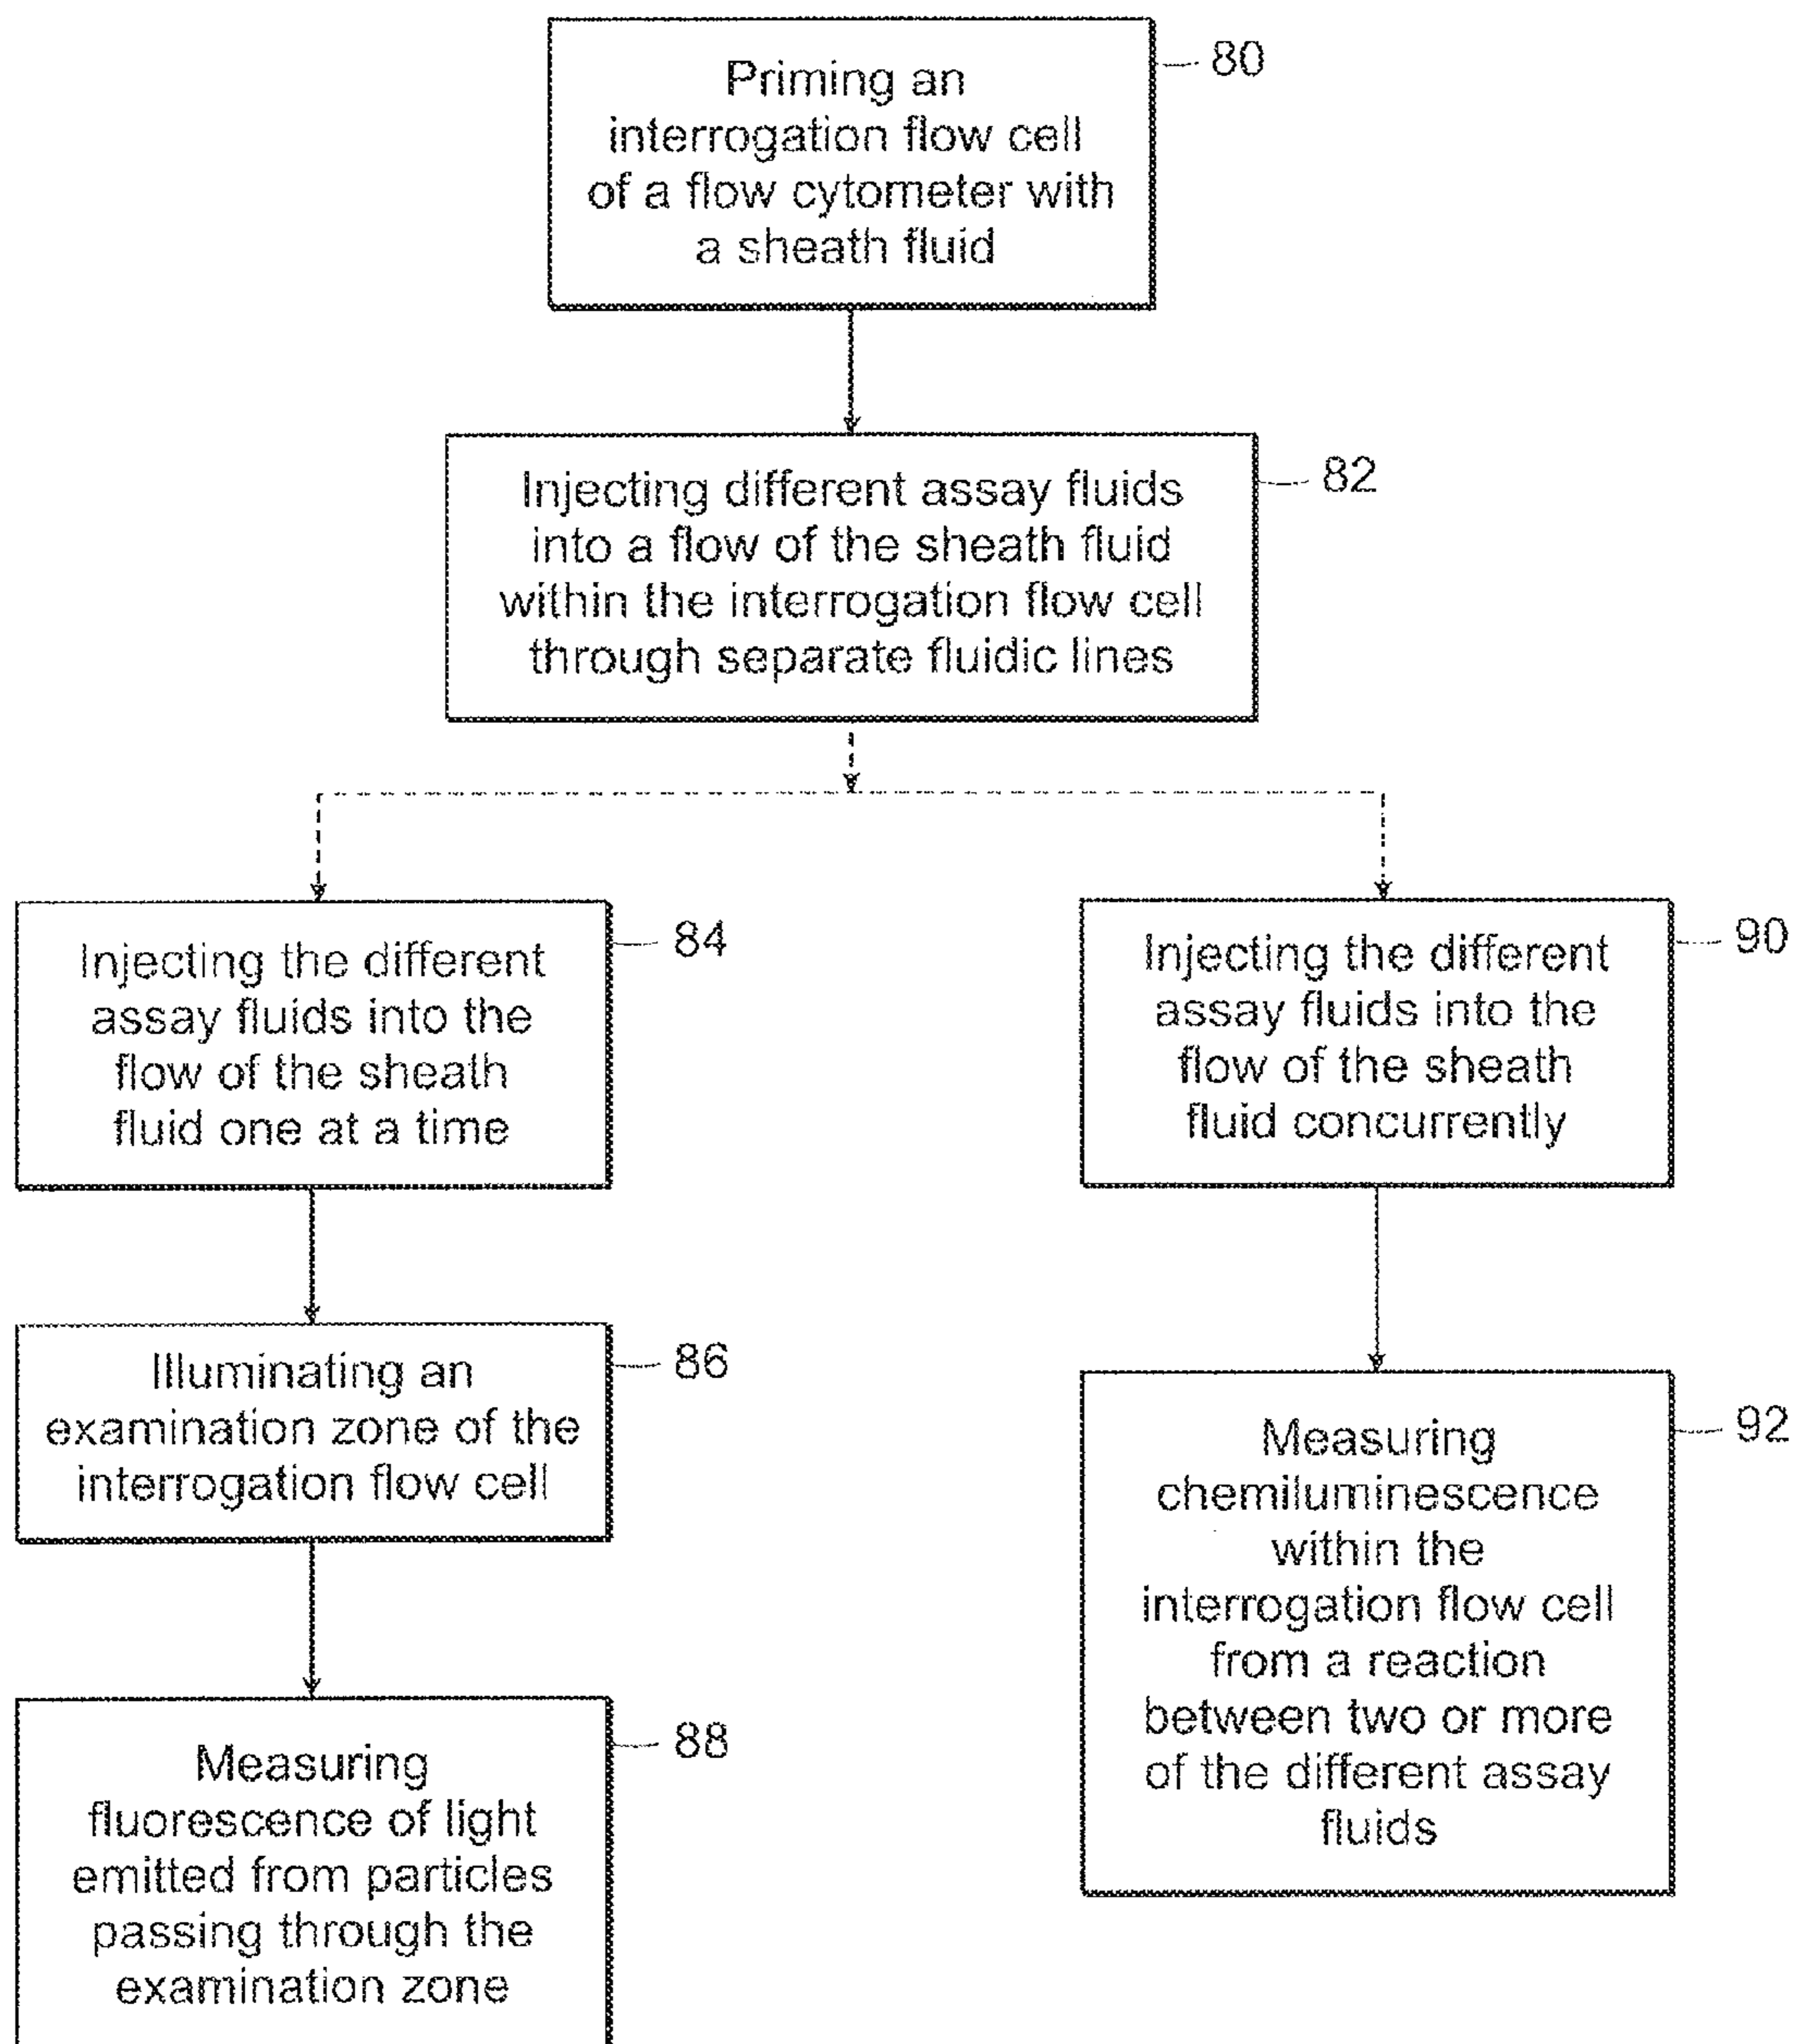 Priming an
interrogation flow cell
of a flow cytometer with
a sheath fluid
80
Injecting different assay fluids
into a flow of the sheath fluid
within the interrogation flow cell
through separate fluidic lines
82
Injecting the different
assay fluids into the
flow of the sheath
fluid one at a time
84
Illuminating an
examination zone of the
interrogation flow cell
86
Measuring
fluorescence of light
emitted from particles
passing through the
examination zone
88
Injecting the different
assay fluids into the
flow of the sheath
fluid concurrently
90
Measuring
chemiluminescence
within the
interrogation flow cell
from a reaction
between two or more
of the different assay
fluids
92